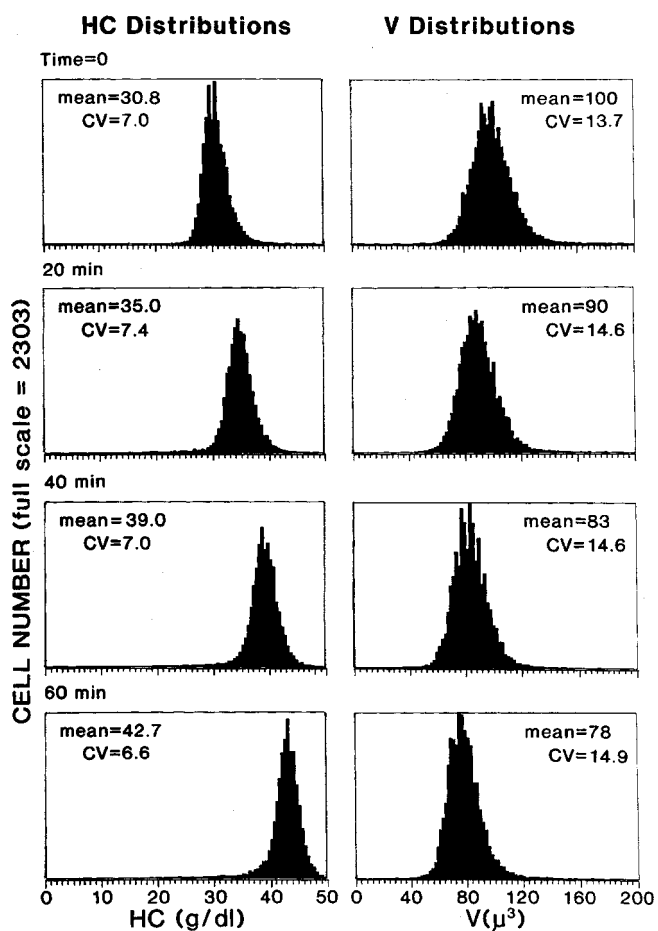 HC Distributions
V Distributions
Time=0
mean=30.8
CV=7.0
mean=100
CV=13.7
20 min
mean=35.0
CV=7.4
mean=90
CV=14.6
40 min
mean=39.0
CV=7.0
mean=83
CV=14.6
60 min
mean=42.7
CV=6.6
mean=78
CV=14.9
CELL NUMBER (full scale = 2303)
0 10 20 30 40 50
0 40 80 120 160 200
HC (g/dl)
V(μ³)